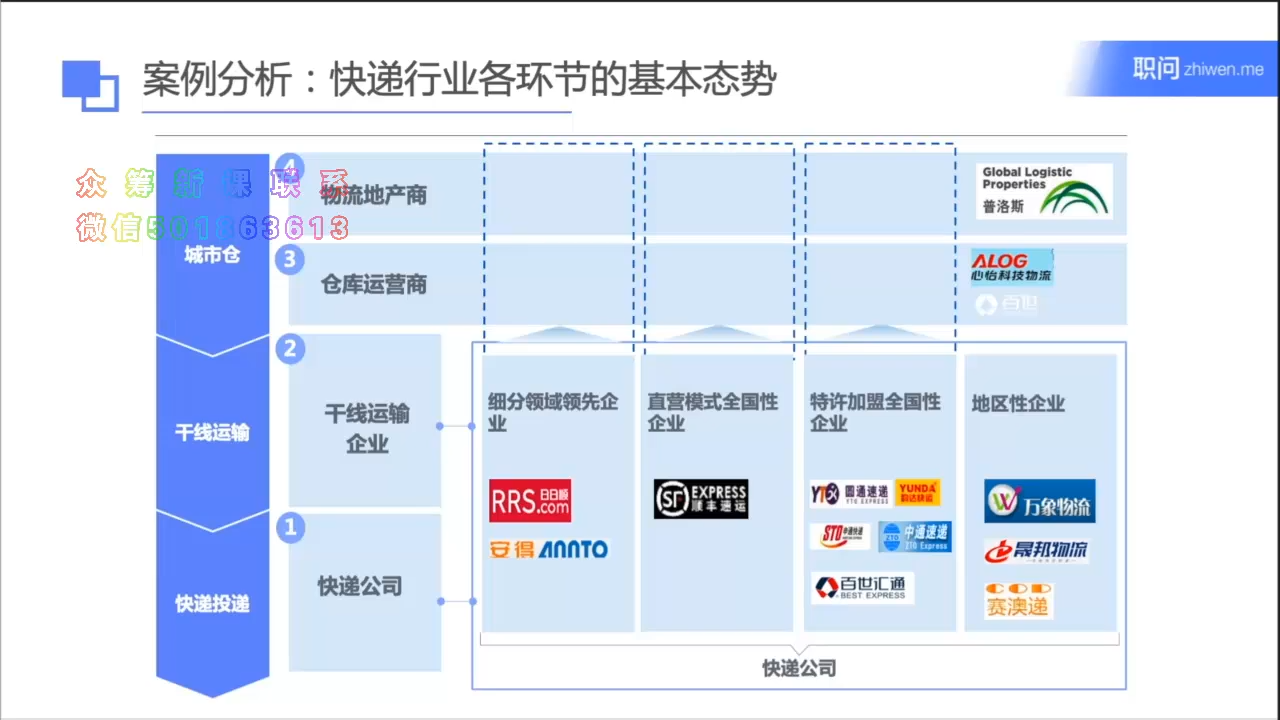 案例分析：快递行业各环节的基本态势
职问 zhiwen.me
众筹新课联系
微信501863613
城市仓
4
物流地产商
Global Logistic
Properties
普洛斯
3
仓库运营商
ALOG
心怡科技物流
百世
2
干线运输
干线运输
企业
细分领域领先企
业
直营模式全国性
企业
特许加盟全国性
企业
地区性企业
RRS.com 日日顺
安得 ANNTO
SF EXPRESS
顺丰速运
YTO 圆通速递
YTO EXPRESS
YUNDA
韵达快运
STO 申通快递
ZTO 中通速递
ZTO Express
百世汇通
BEST EXPRESS
万象物流
晟邦物流
COD
赛澳递
1
快递投递
快递公司
快递公司